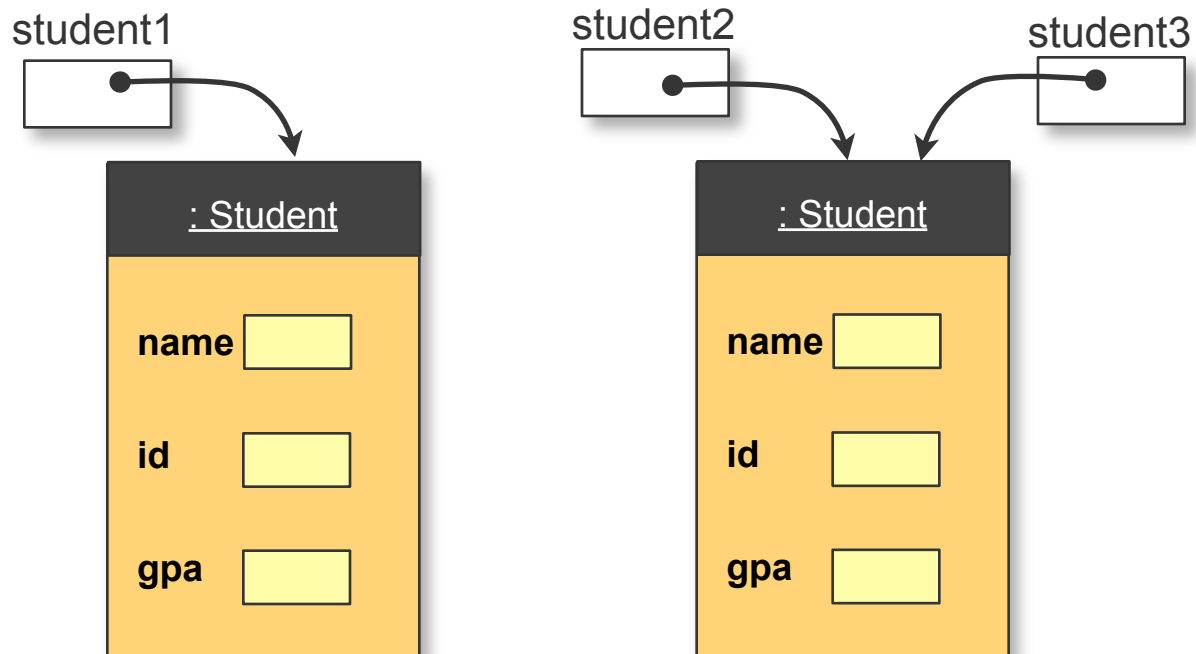 student1
student2
student3
: Student
name
id
gpa
: Student
name
id
gpa